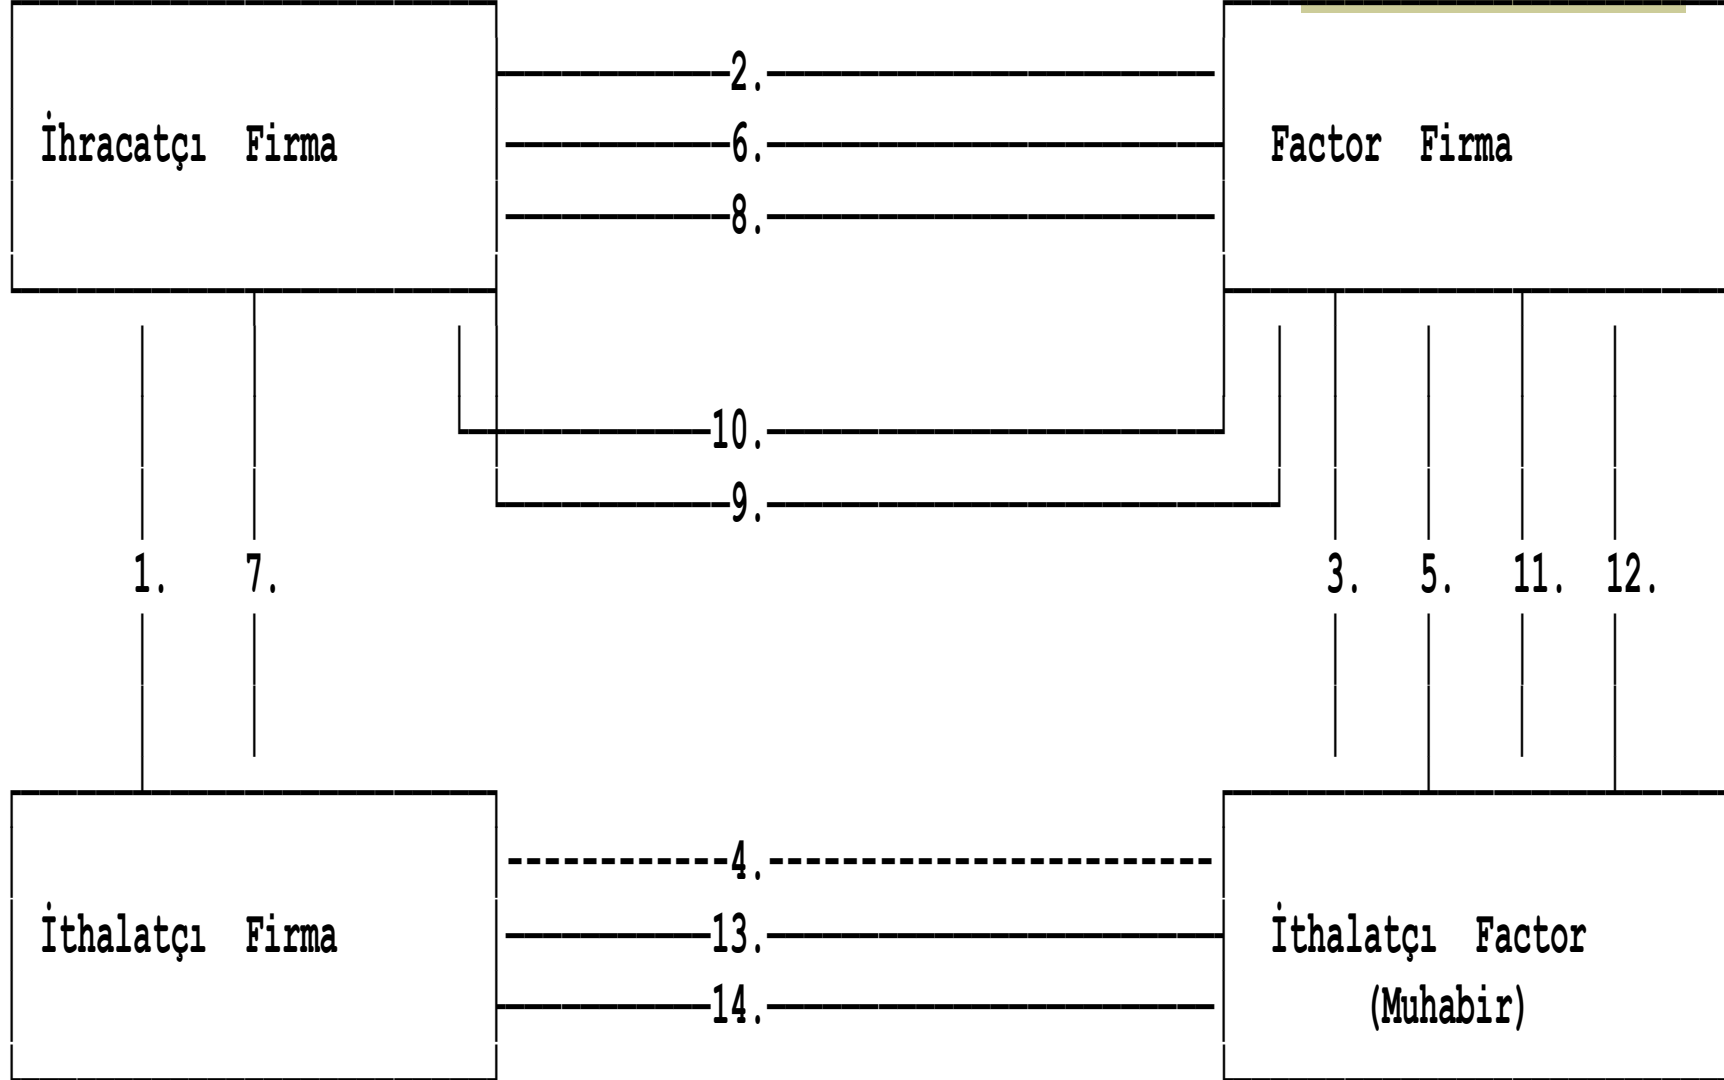 2.
İhracatçı Firma
6.
Factor Firma
8.
10.
9.
1. 7.
3. 5. 11. 12.
4.
İthalatçı Firma
13.
İthalatçı Factor
14.
(Muhabir)